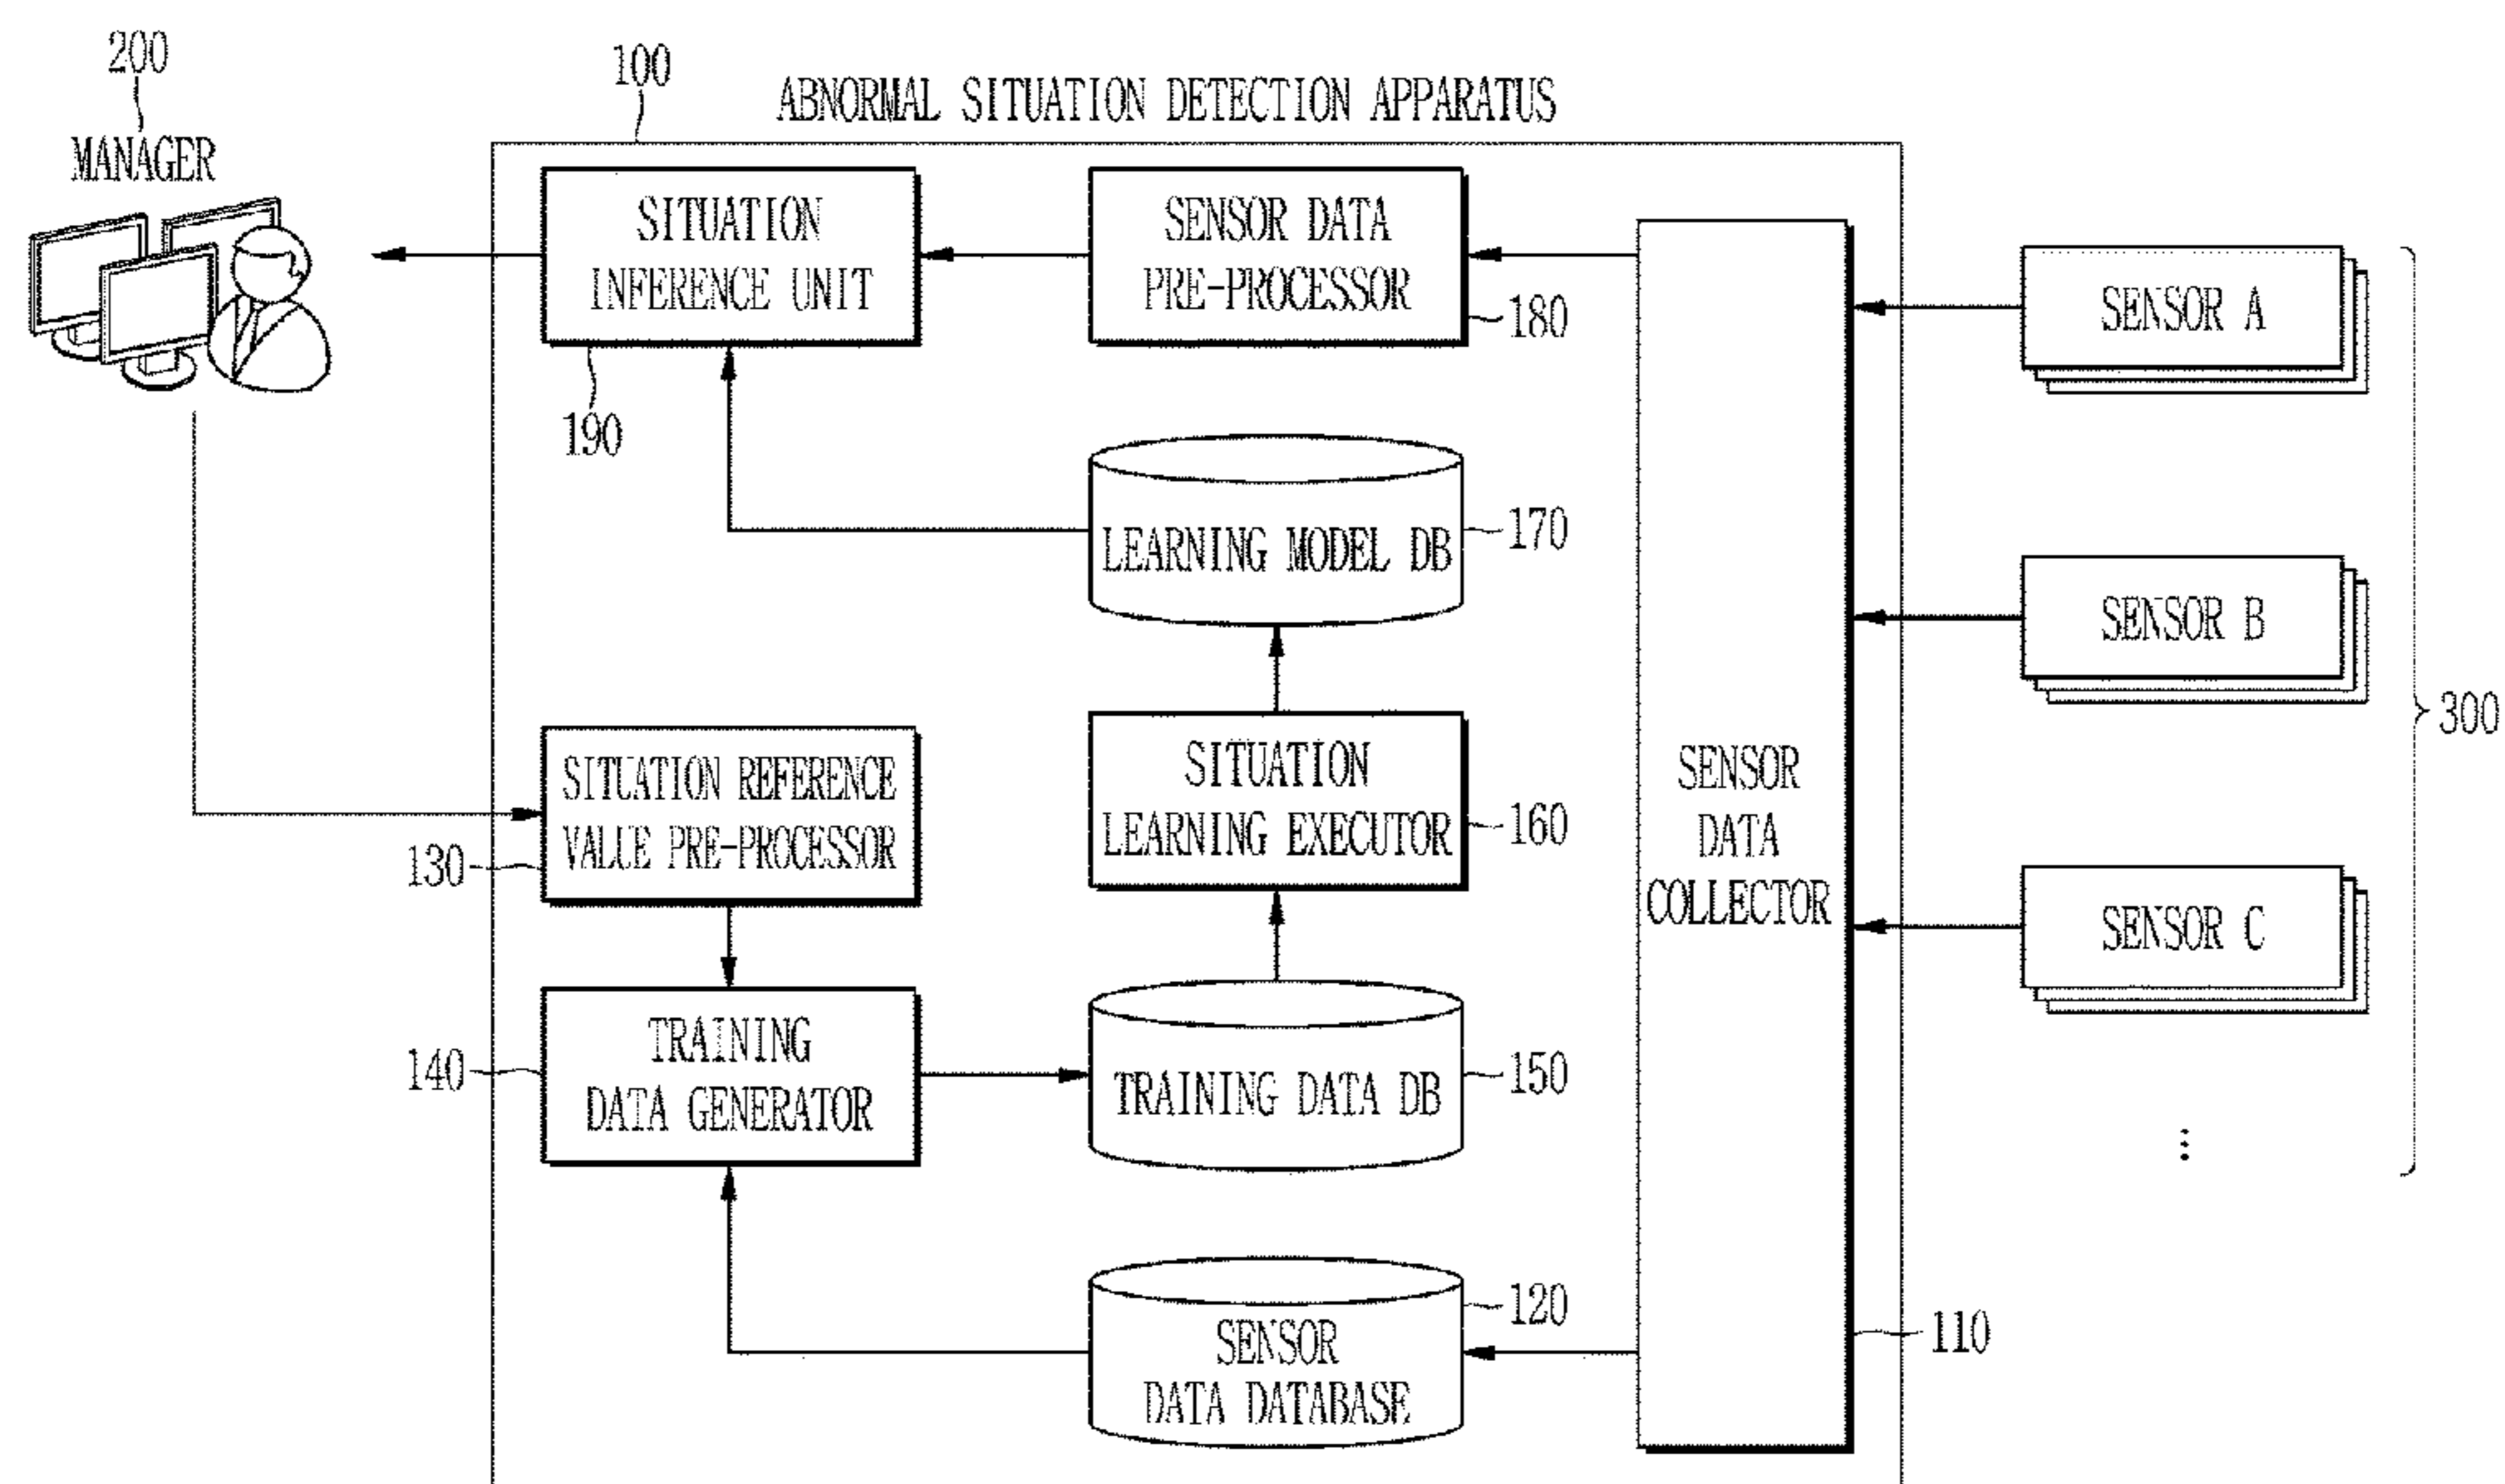 200
MANAGER
100
ABNORMAL SITUATION DETECTION APPARATUS
SITUATION
INFERENCE UNIT
190
SENSOR DATA
PRE-PROCESSOR
180
LEARNING MODEL DB
170
SITUATION REFERENCE
VALUE PRE-PROCESSOR
130
SITUATION
LEARNING EXECUTOR
160
TRAINING
DATA GENERATOR
140
TRAINING DATA DB
150
SENSOR
DATA DATABASE
120
SENSOR
DATA
COLLECTOR
110
SENSOR A
SENSOR B
SENSOR C
⋮
300